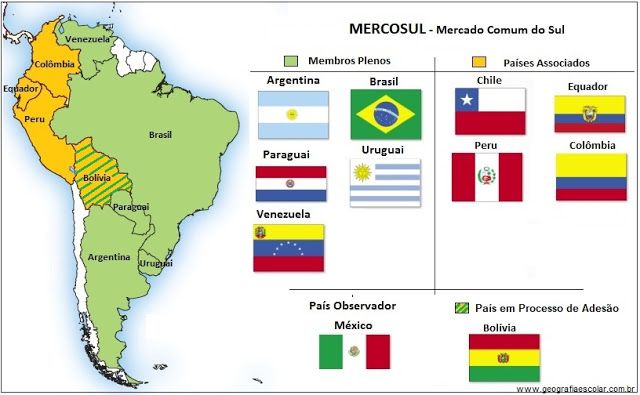 MERCOSUL - Mercado Comum do Sul
Membros Plenos
Países Associados
Argentina
Brasil
Paraguai
Uruguai
Venezuela
Chile
Equador
Peru
Colômbia
País Observador
México
País em Processo de Adesão
Bolívia
Venezuela
Colômbia
Equador
Peru
Brasil
Bolívia
Paraguai
Argentina
Uruguai
www.geografiaescolar.com.br